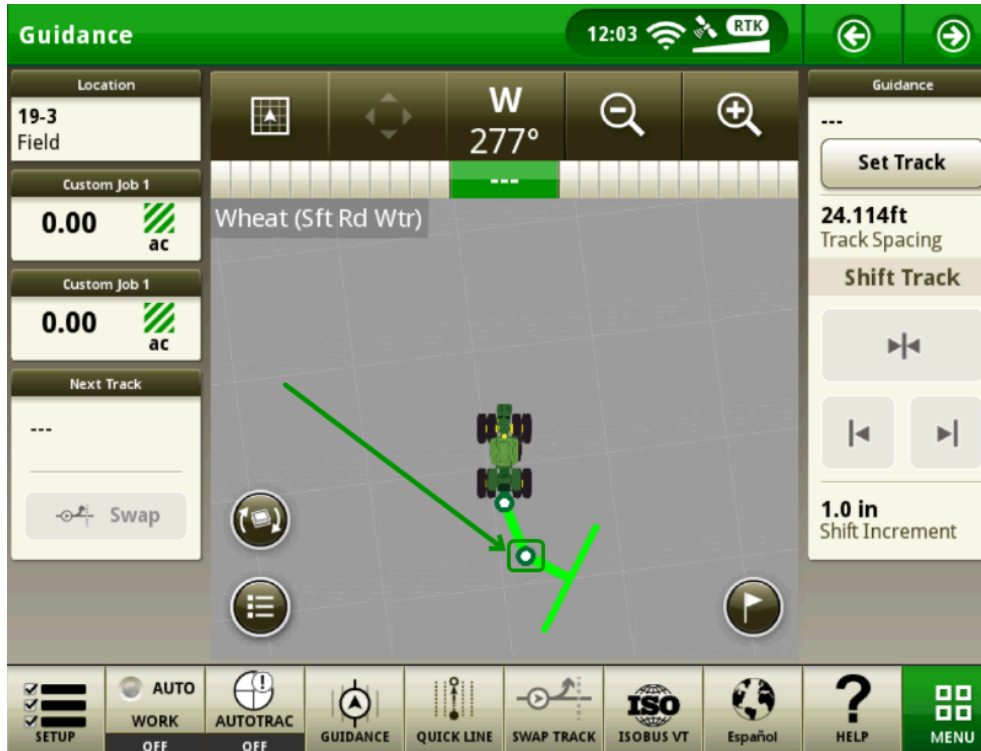 Guidance
12:03
RTK
Location
19-3
Field
Custom Job 1
0.00
ac
Custom Job 1
0.00
ac
Next Track
---
Swap
W
277°
---
Wheat (Sft Rd Wtr)
Guidance
---
Set Track
24.114ft
Track Spacing
Shift Track
1.0 in
Shift Increment
SETUP
AUTO
WORK
OFF
AUTOTRAC
OFF
GUIDANCE
QUICK LINE
SWAP TRACK
ISO
ISOBUS VT
Español
?
HELP
MENU